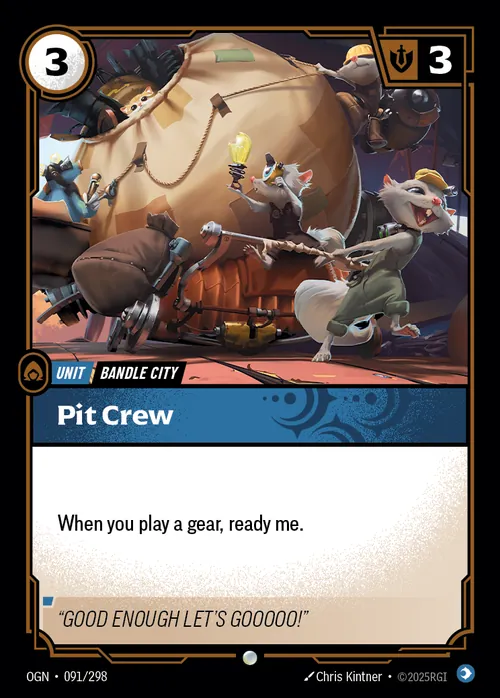 3
3
UNIT
BANDLE CITY
Pit Crew
When you play a gear, ready me.
“GOOD ENOUGH LET'S GOOOOO!”
OGN • 091/298
Chris Kintner • ©2025RGI